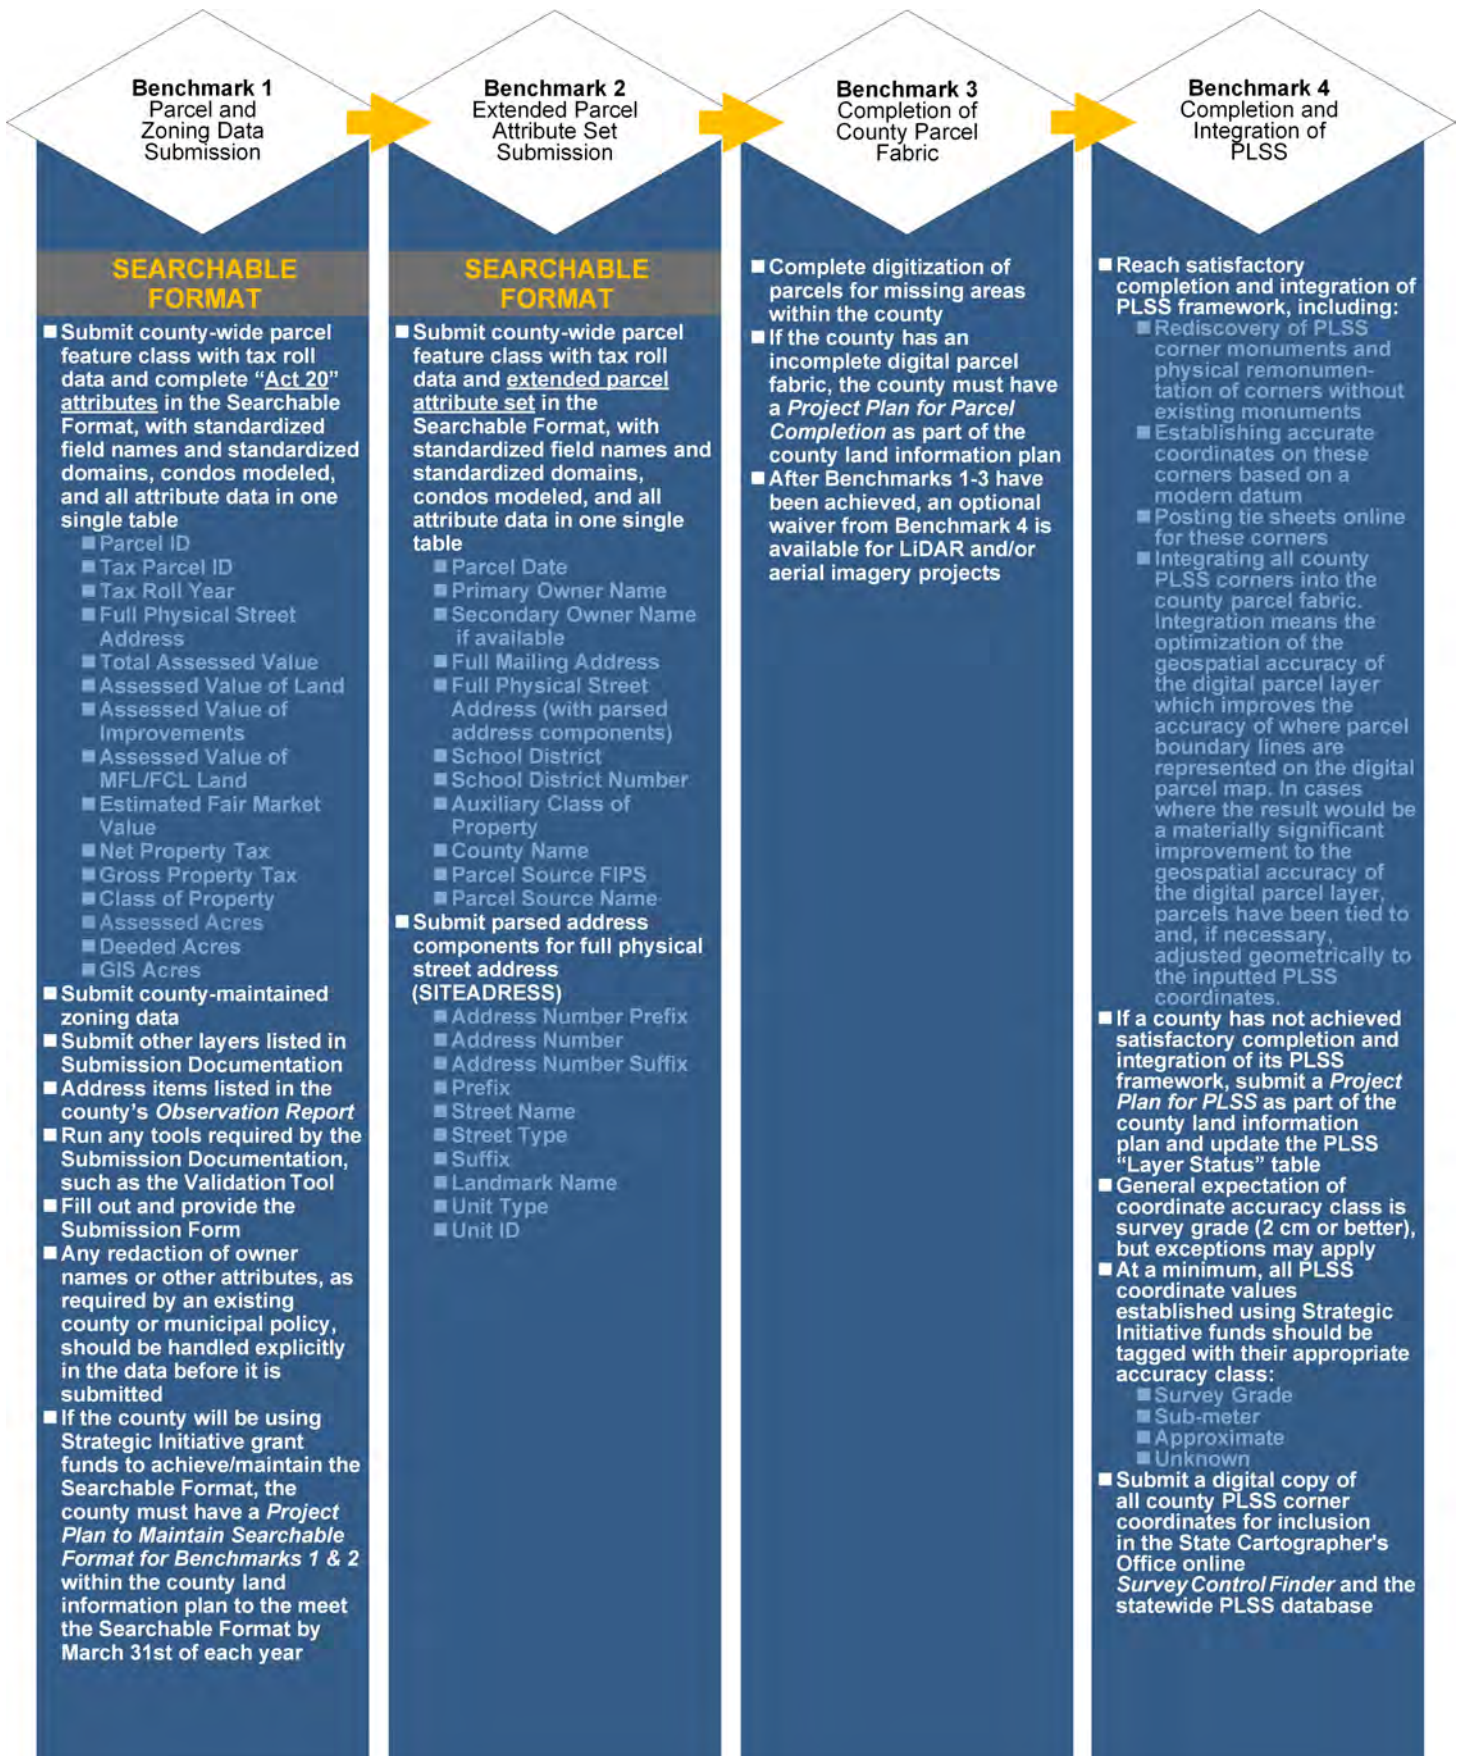 Benchmark 1
Parcel and
Zoning Data
Submission
SEARCHABLE
FORMAT
Submit county-wide parcel
feature class with tax roll
data and complete “Act 20”
attributes in the Searchable
Format, with standardized
field names and standardized
domains, condos modeled,
and all attribute data in one
single table
Parcel ID
Tax Parcel ID
Tax Roll Year
Full Physical Street
Address
Total Assessed Value
Assessed Value of Land
Assessed Value of
Improvements
Assessed Value of
MFL/FCL Land
Estimated Fair Market
Value
Net Property Tax
Gross Property Tax
Class of Property
Assessed Acres
Deeded Acres
GIS Acres
Submit county-maintained
zoning data
Submit other layers listed in
Submission Documentation
Address items listed in the
county’s Observation Report
Run any tools required by the
Submission Documentation,
such as the Validation Tool
Fill out and provide the
Submission Form
Any redaction of owner
names or other attributes, as
required by an existing
county or municipal policy,
should be handled explicitly
in the data before it is
submitted
If the county will be using
Strategic Initiative grant
funds to achieve/maintain the
Searchable Format, the
county must have a Project
Plan to Maintain Searchable
Format for Benchmarks 1 & 2
within the county land
information plan to the meet
the Searchable Format by
March 31st of each year
Benchmark 2
Extended Parcel
Attribute Set
Submission
SEARCHABLE
FORMAT
Submit county-wide parcel
feature class with tax roll
data and extended parcel
attribute set in the
Searchable Format, with
standardized field names and
standardized domains,
condos modeled, and all
attribute data in one single
table
Parcel Date
Primary Owner Name
Secondary Owner Name
if available
Full Mailing Address
Full Physical Street
Address (with parsed
address components)
School District
School District Number
Auxiliary Class of
Property
County Name
Parcel Source FIPS
Parcel Source Name
Submit parsed address
components for full physical
street address
(SITEADRESS)
Address Number Prefix
Address Number
Address Number Suffix
Prefix
Street Name
Street Type
Suffix
Landmark Name
Unit Type
Unit ID
Benchmark 3
Completion of
County Parcel
Fabric
Complete digitization of
parcels for missing areas
within the county
If the county has an
incomplete digital parcel
fabric, the county must have
a Project Plan for Parcel
Completion as part of the
county land information plan
After Benchmarks 1-3 have
been achieved, an optional
waiver from Benchmark 4 is
available for LiDAR and/or
aerial imagery projects
Benchmark 4
Completion and
Integration of
PLSS
Reach satisfactory
completion and integration of
PLSS framework, including:
Rediscovery of PLSS
corner monuments and
physical remonumen-
tation of corners without
existing monuments
Establishing accurate
coordinates on these
corners based on a
modern datum
Posting tie sheets online
for these corners
Integrating all county
PLSS corners into the
county parcel fabric.
Integration means the
optimization of the
geospatial accuracy of
the digital parcel layer
which improves the
accuracy of where parcel
boundary lines are
represented on the digital
parcel map. In cases
where the result would be
a materially significant
improvement to the
geospatial accuracy of
the digital parcel layer,
parcels have been tied to
and, if necessary,
adjusted geometrically to
the inputted PLSS
coordinates.
If a county has not achieved
satisfactory completion and
integration of its PLSS
framework, submit a Project
Plan for PLSS as part of the
county land information
plan and update the PLSS
“Layer Status” table
General expectation of
coordinate accuracy class is
survey grade (2 cm or better),
but exceptions may apply
At a minimum, all PLSS
coordinate values
established using Strategic
Initiative funds should be
tagged with their appropriate
accuracy class:
Survey Grade
Sub-meter
Approximate
Unknown
Submit a digital copy of
all county PLSS corner
coordinates for inclusion
in the State Cartographer's
Office online
Survey Control Finder and the
statewide PLSS database